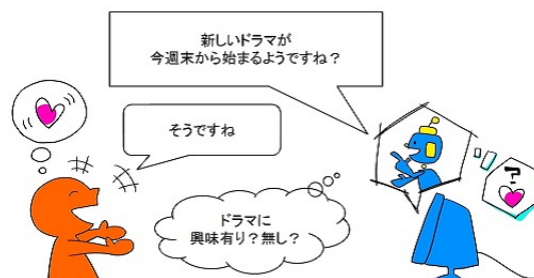 新しいドラマが
今週末から始まるようですね？
そうですね
ドラマに
興味有り？無し？
?